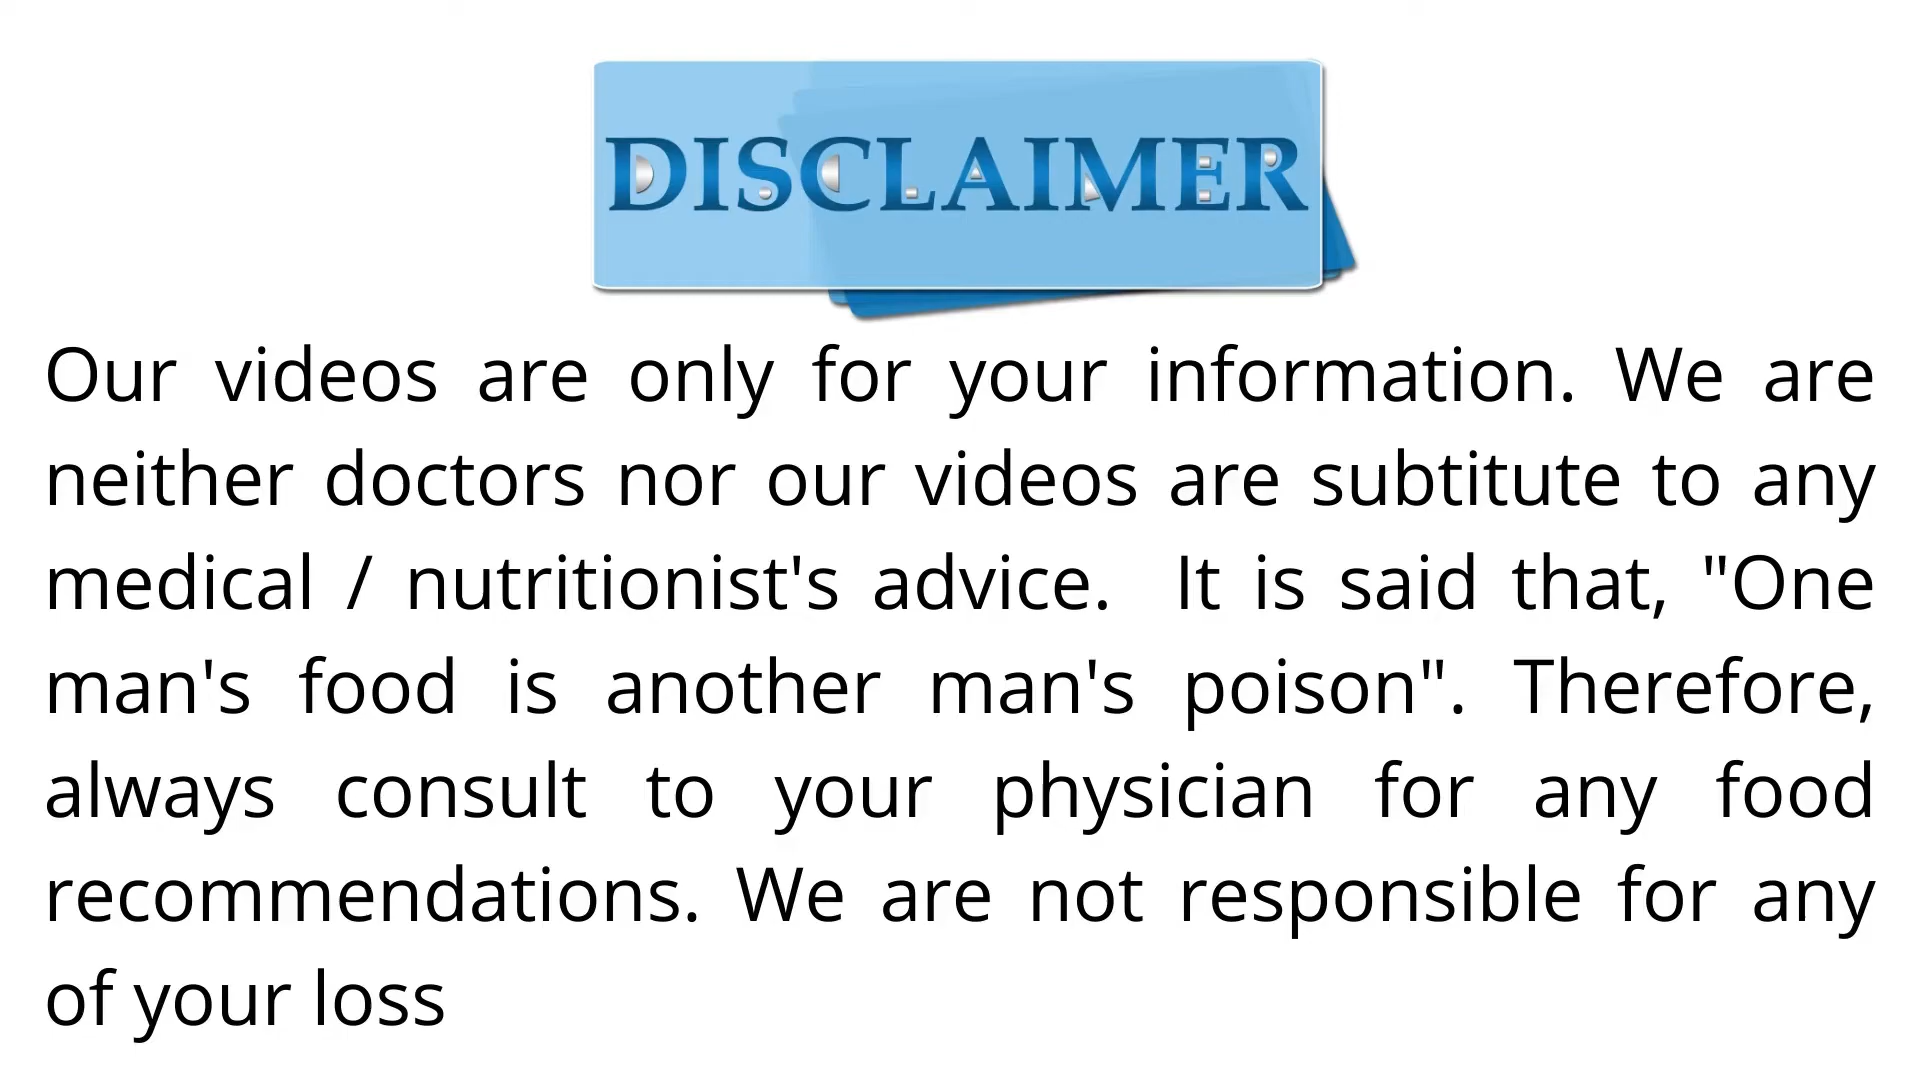 DISCLAIMER
Our videos are only for your information. We are
neither doctors nor our videos are subtitute to any
medical / nutritionist's advice.  It is said that, "One
man's food is another man's poison". Therefore,
always consult to your physician for any food
recommendations. We are not responsible for any
of your loss